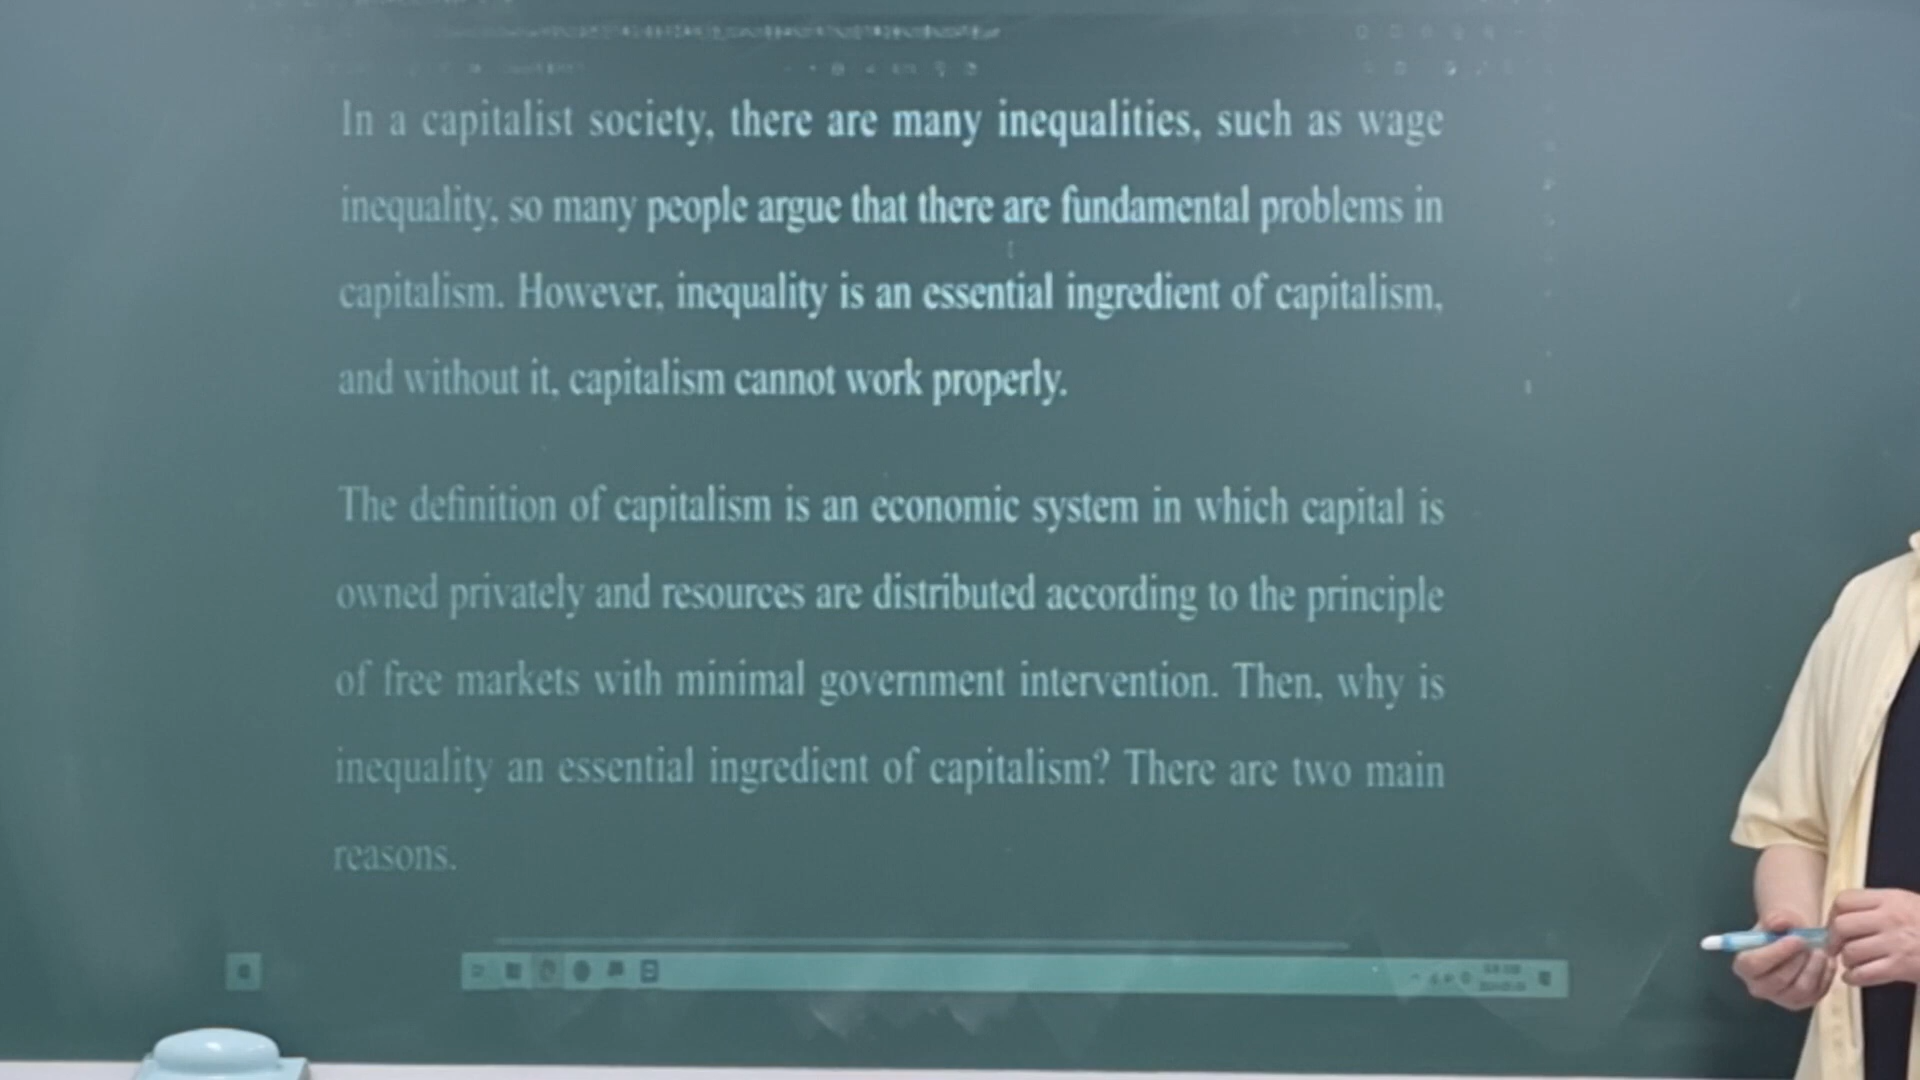 In a capitalist society, there are many inequalities, such as wage
inequality, so many people argue that there are fundamental problems in
capitalism. However, inequality is an essential ingredient of capitalism,
and without it, capitalism cannot work properly.
The definition of capitalism is an economic system in which capital is
owned privately and resources are distributed according to the principle
of free markets with minimal government intervention. Then, why is
inequality an essential ingredient of capitalism? There are two main
reasons.